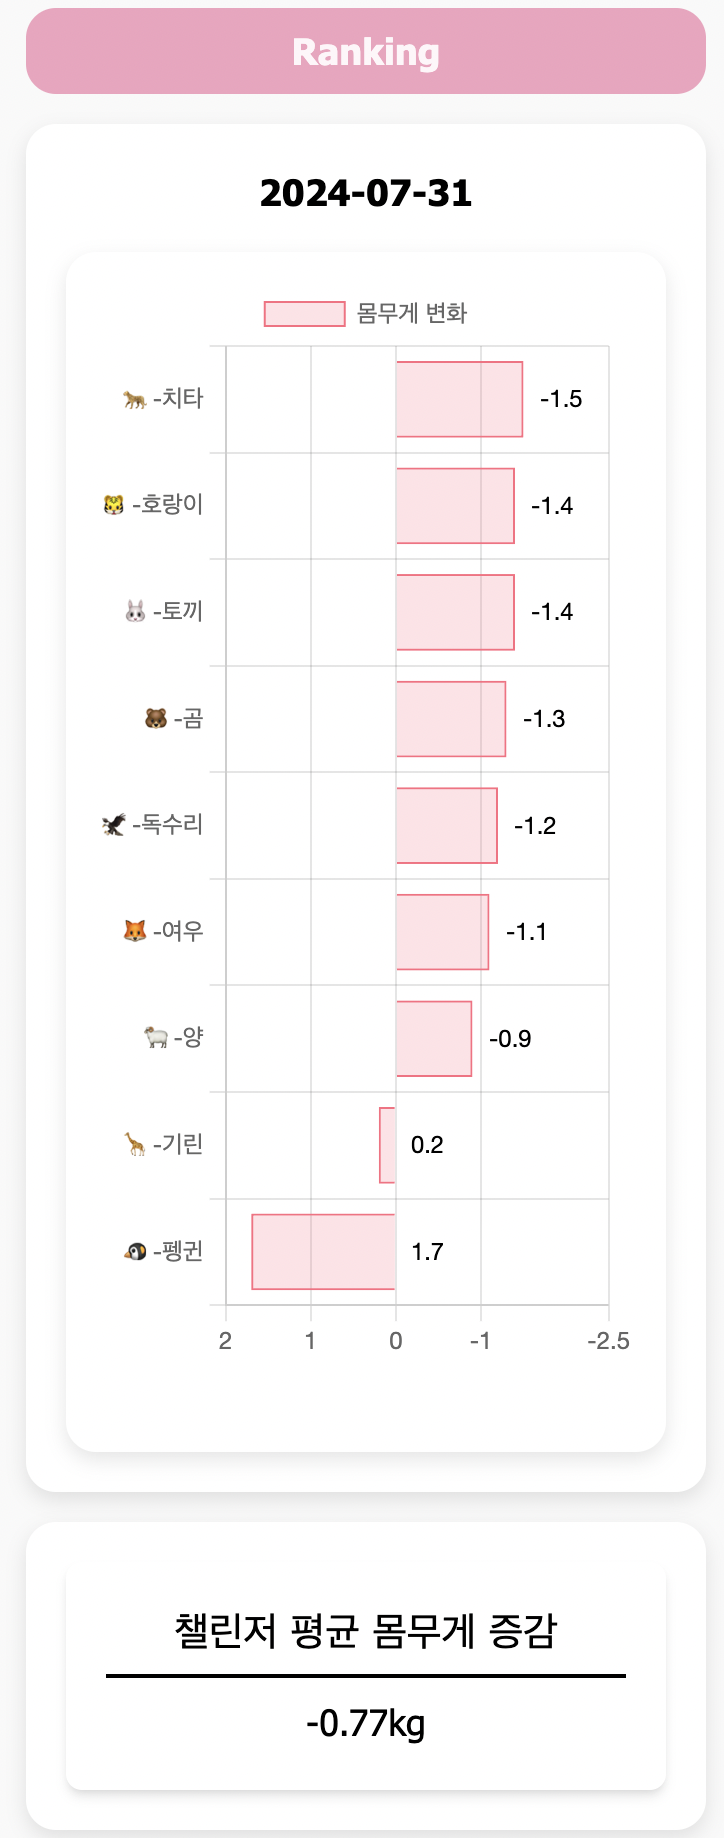 Ranking
2024-07-31
몸무게 변화
🐆 -치타 -1.5
🐯 -호랑이 -1.4
🐰 -토끼 -1.4
🐻 -곰 -1.3
🦅 -독수리 -1.2
🦊 -여우 -1.1
🐏 -양 -0.9
🦒 -기린 0.2
🐧 -펭귄 1.7
2 1 0 -1 -2.5
챌린저 평균 몸무게 증감
-0.77kg